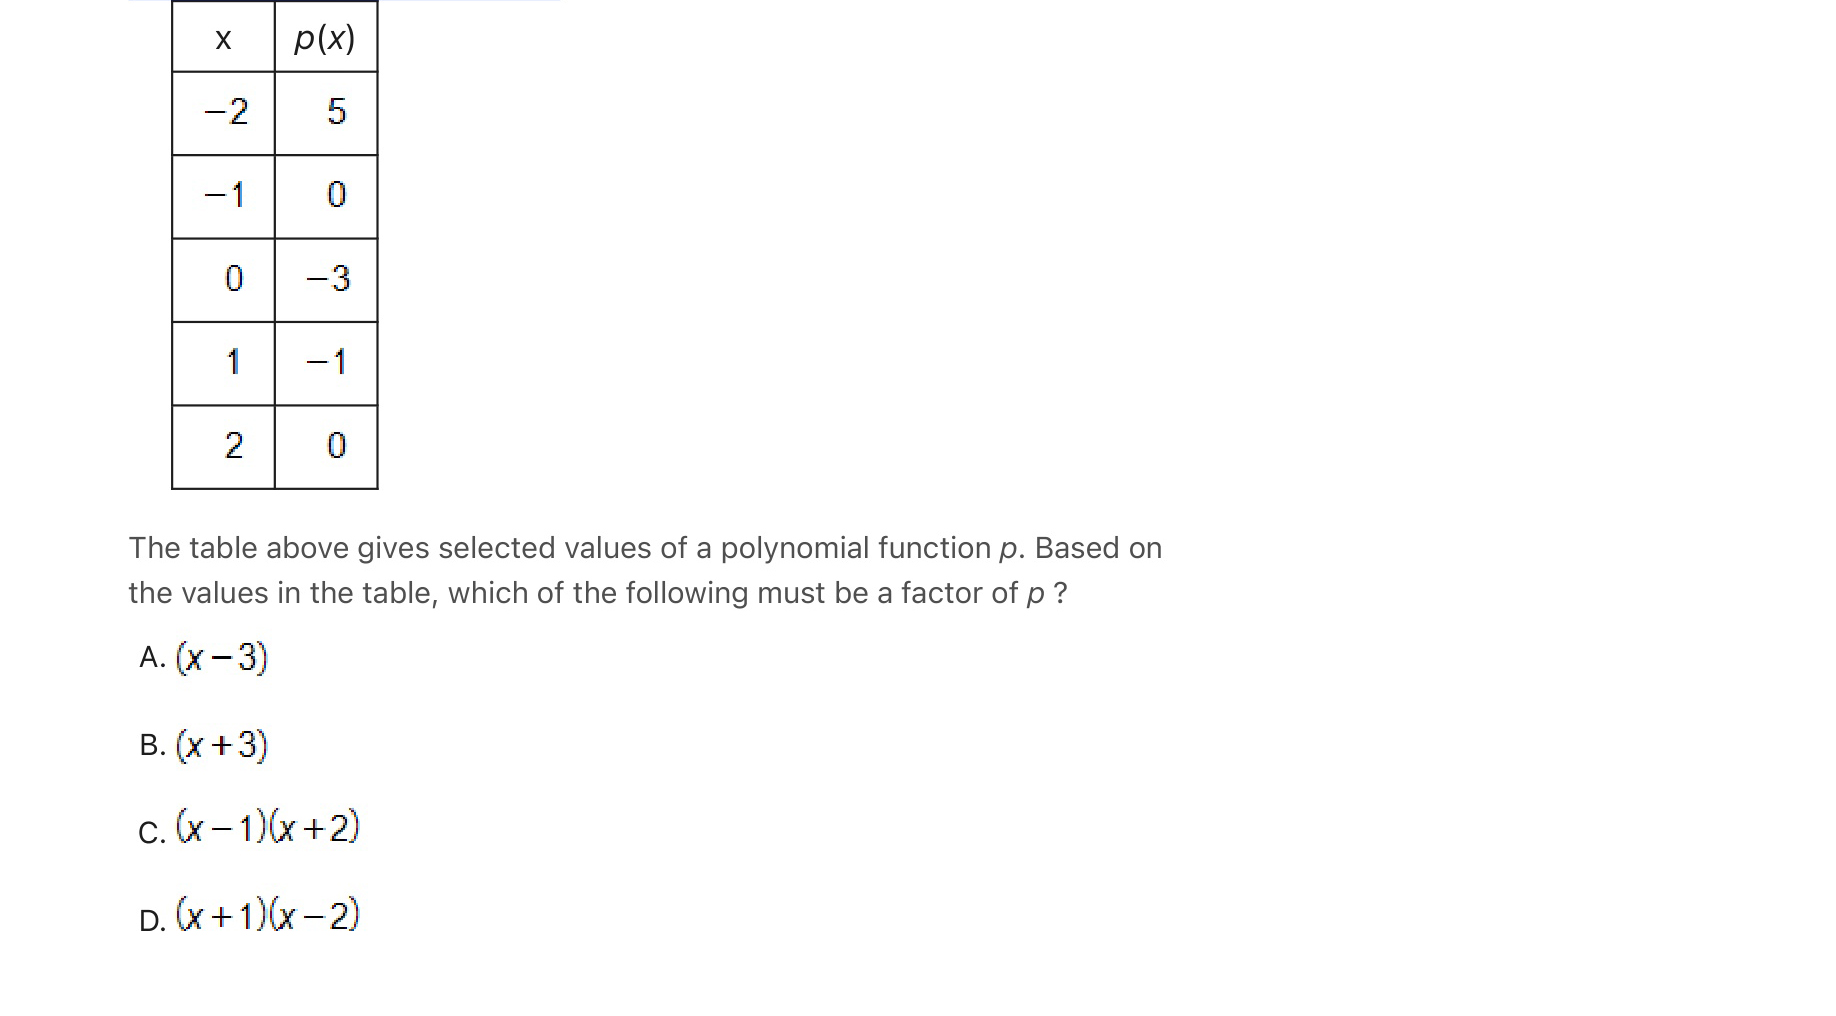 x p(x)
−2 5
−1 0
0 −3
1 −1
2 0
The table above gives selected values of a polynomial function p. Based on
the values in the table, which of the following must be a factor of p ?
A. (x − 3)
B. (x + 3)
C. (x − 1)(x + 2)
D. (x + 1)(x − 2)